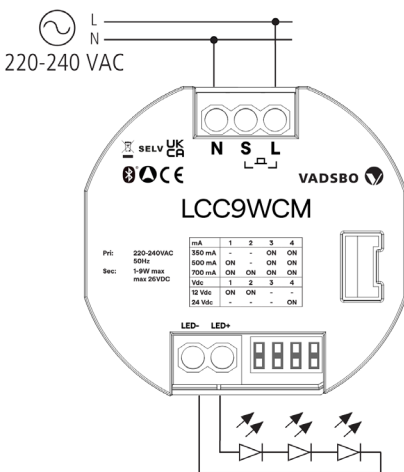 L
N
220-240 VAC
SELV UK CA
N S L
CE
VADSBO
LCC9WCM
Pri: 220-240VAC
50Hz
Sec: 1-9W max
max 26VDC
mA 1 2 3 4
350 mA - - ON ON
500 mA ON - ON ON
700 mA ON ON ON ON
Vdc 1 2 3 4
12 Vdc ON ON - -
24 Vdc - - - ON
LED- LED+